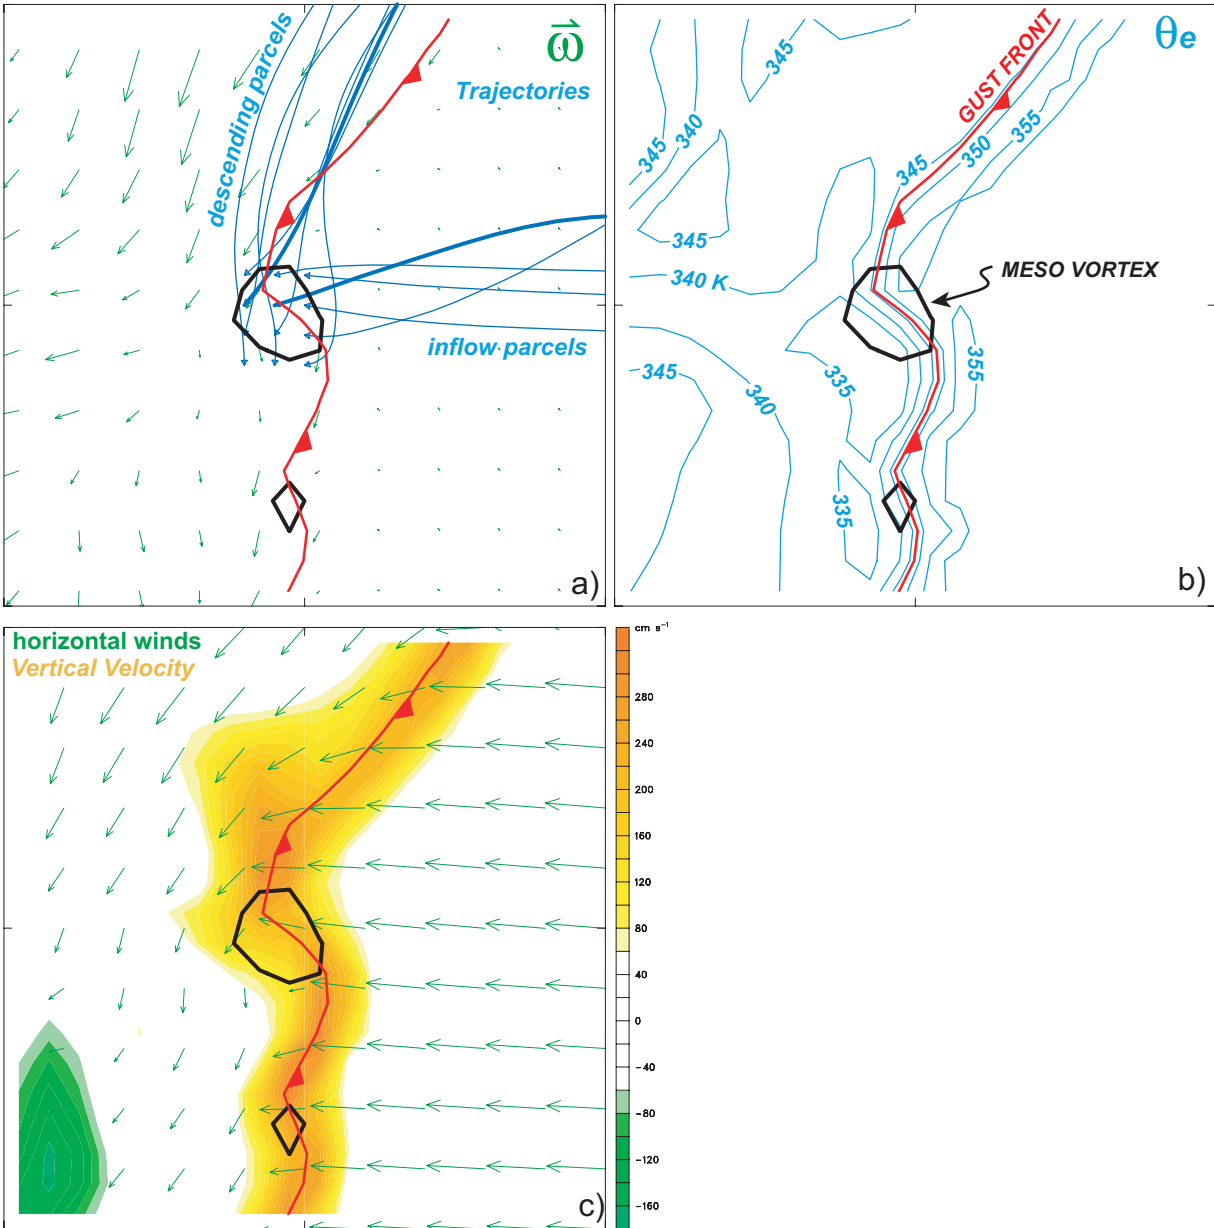 ω
descending parcels
Trajectories
inflow parcels
a)
θe
GUST FRONT
345
345
340
355
350
345
345
340 K
MESO VORTEX
345
340
335
355
335
b)
horizontal winds
Vertical Velocity
c)
cm s⁻¹
280
240
200
160
120
80
40
0
-40
-80
-120
-160